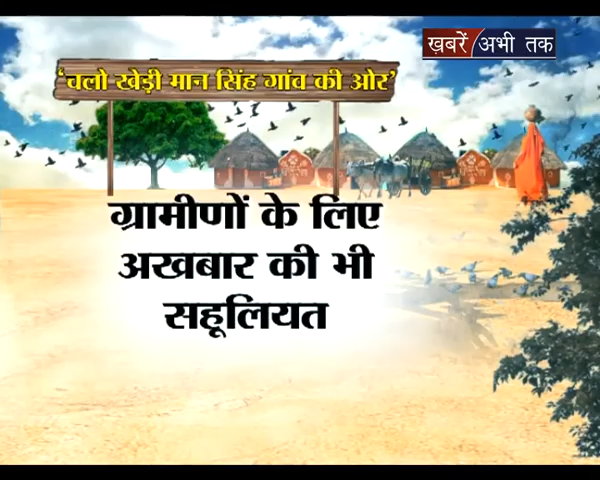 ख़बरें अभी तक
‘चलो खेड़ी मान सिंह गांव की ओर’
ग्रामीणों के लिए
अखबार की भी
सहूलियत